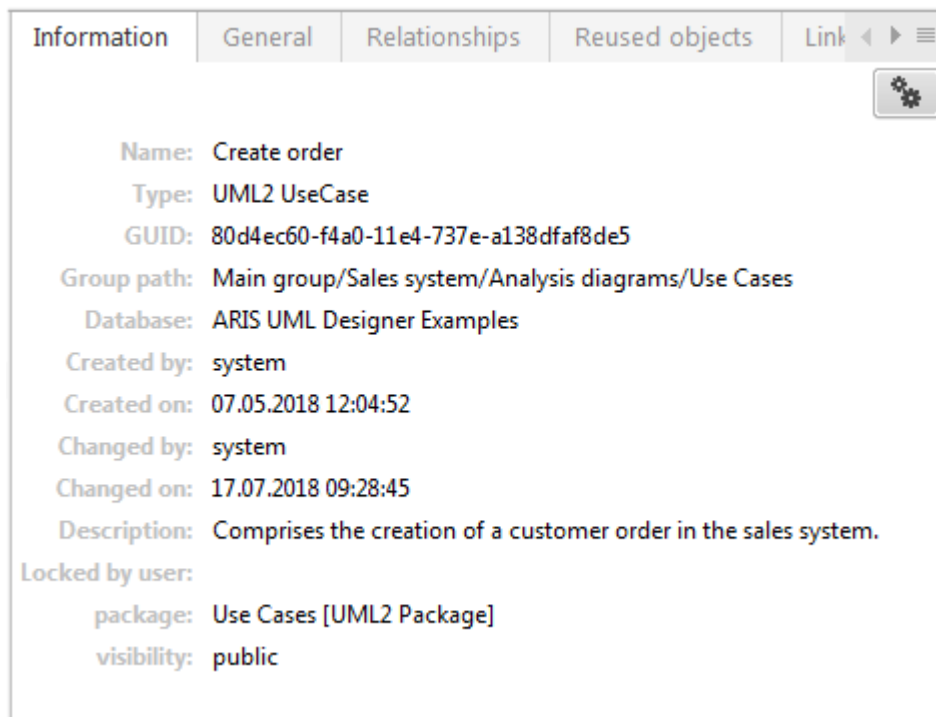 Information General Relationships Reused objects Link
Name: Create order
Type: UML2 UseCase
GUID: 80d4ec60-f4a0-11e4-737e-a138dfaf8de5
Group path: Main group/Sales system/Analysis diagrams/Use Cases
Database: ARIS UML Designer Examples
Created by: system
Created on: 07.05.2018 12:04:52
Changed by: system
Changed on: 17.07.2018 09:28:45
Description: Comprises the creation of a customer order in the sales system.
Locked by user:
package: Use Cases [UML2 Package]
visibility: public